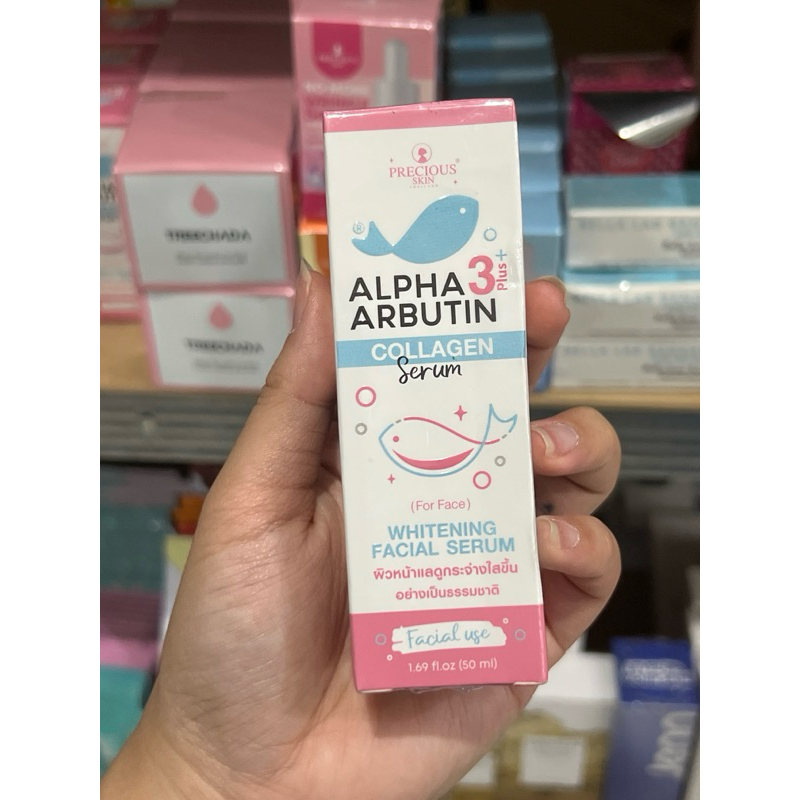 PRECIOUS
SKIN
THAILAND
®
ALPHA 3 Plus+
ARBUTIN
COLLAGEN
Serum
(For Face)
WHITENING
FACIAL SERUM
ผิวหน้าแลดูกระจ่างใสขึ้น
อย่างเป็นธรรมชาติ
Facial use
1.69 fl.oz (50 ml)
TREECHADA
TREECHADA